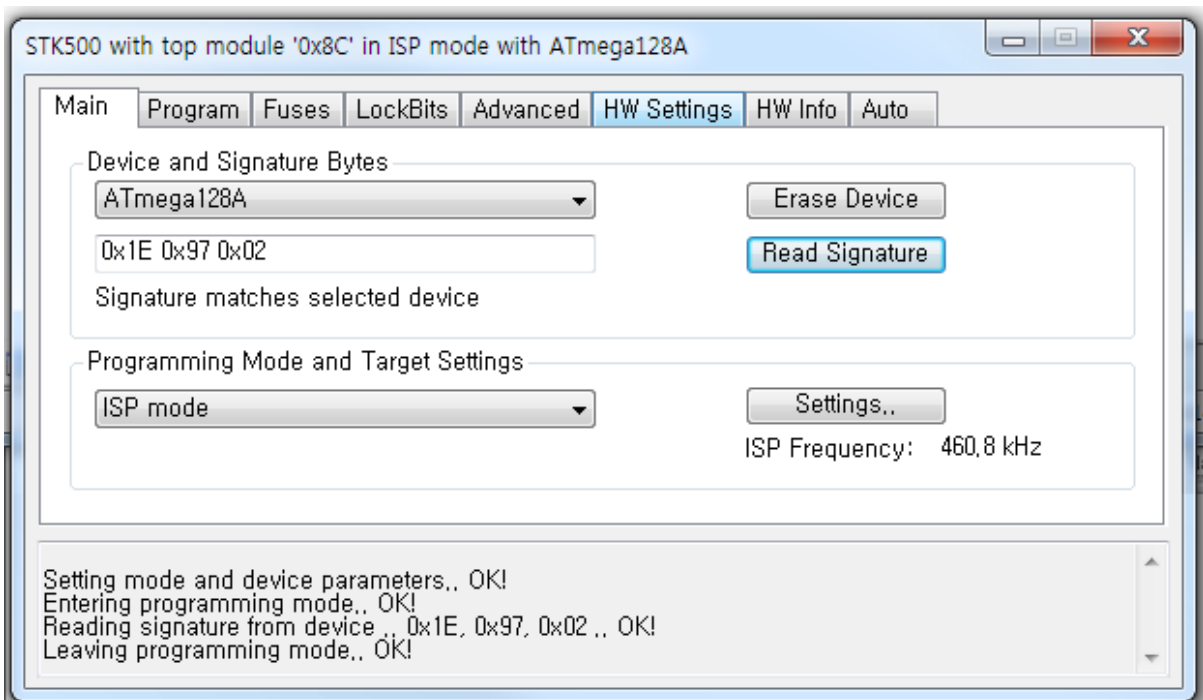 STK500 with top module '0x8C' in ISP mode with ATmega128A
Main Program Fuses LockBits Advanced HW Settings HW Info Auto
Device and Signature Bytes
ATmega128A Erase Device
0x1E 0x97 0x02 Read Signature
Signature matches selected device
Programming Mode and Target Settings
ISP mode Settings,,
ISP Frequency: 460,8 kHz
Setting mode and device parameters,, OK!
Entering programming mode,, OK!
Reading signature from device ,, 0x1E, 0x97, 0x02 ,, OK!
Leaving programming mode,, OK!